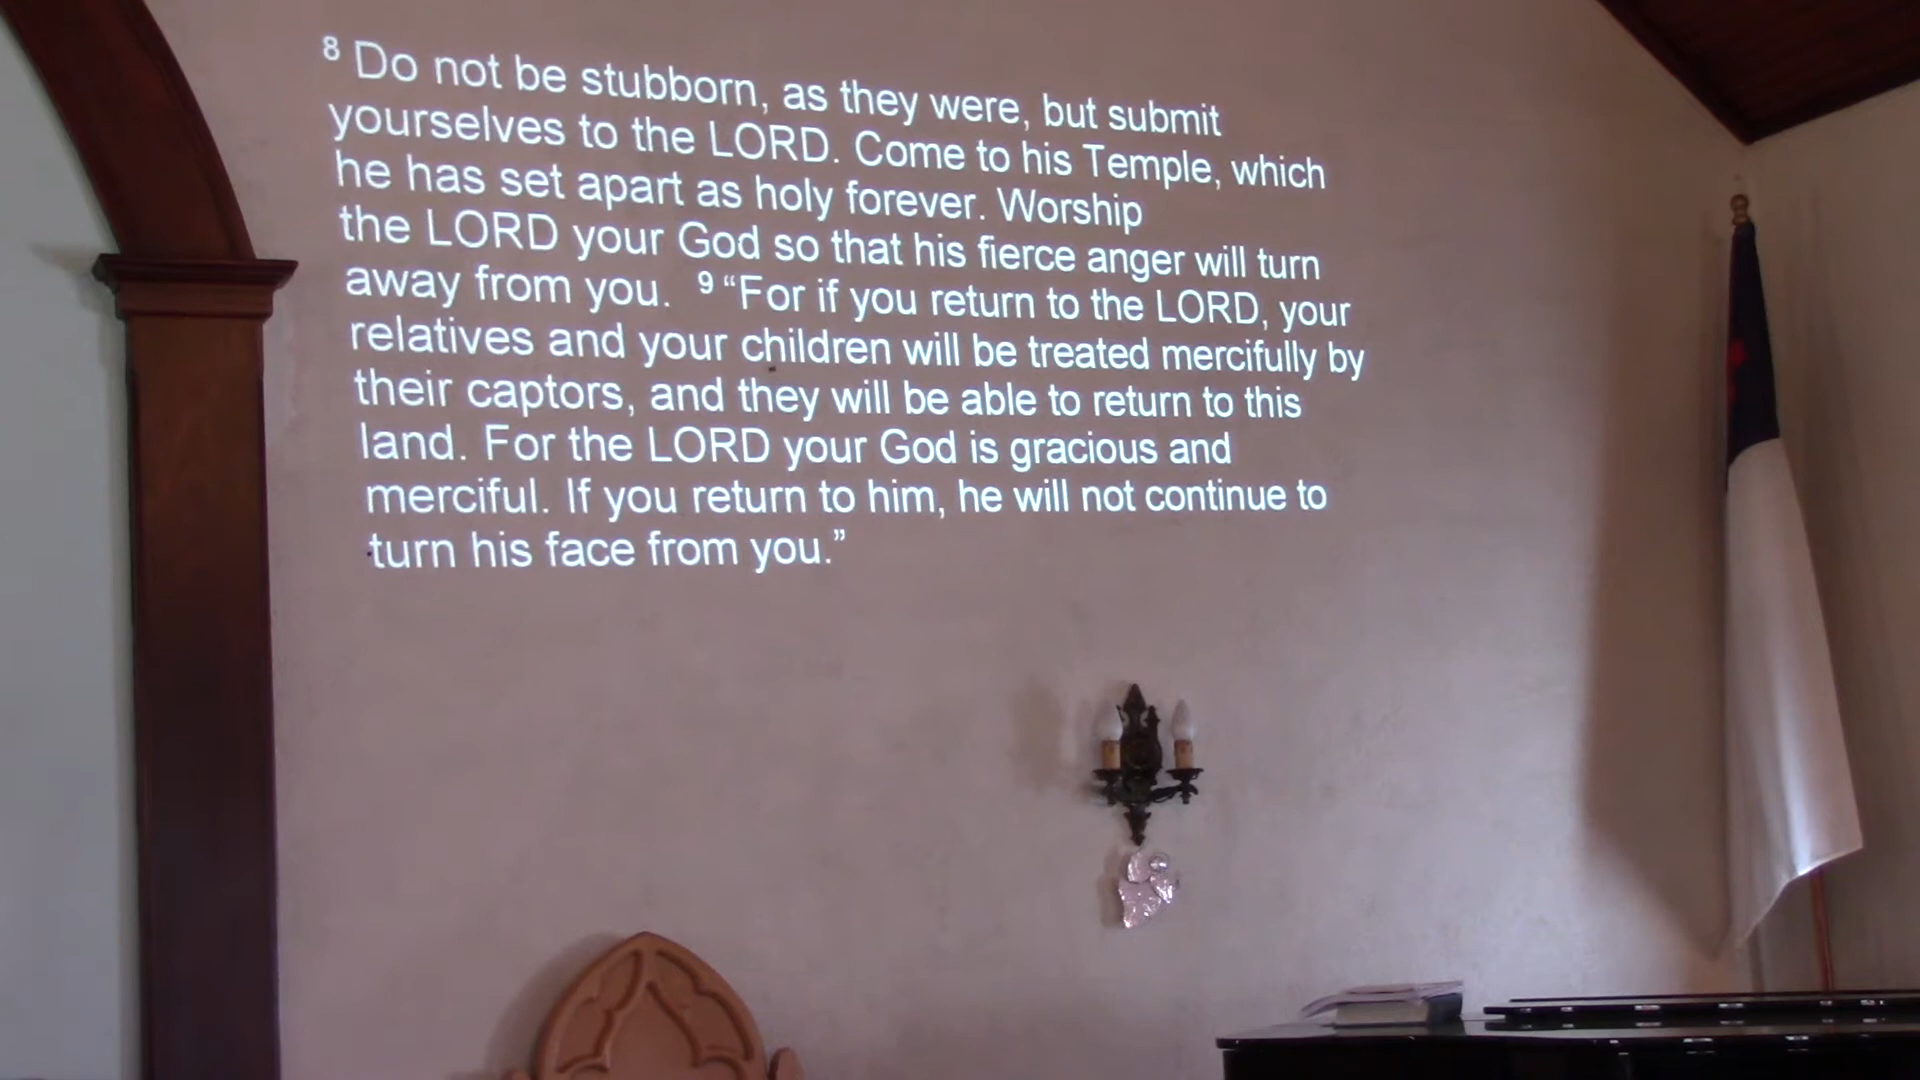 8 Do not be stubborn, as they were, but submit
yourselves to the LORD. Come to his Temple, which
he has set apart as holy forever. Worship
the LORD your God so that his fierce anger will turn
away from you. 9 “For if you return to the LORD, your
relatives and your children will be treated mercifully by
their captors, and they will be able to return to this
land. For the LORD your God is gracious and
merciful. If you return to him, he will not continue to
turn his face from you.”